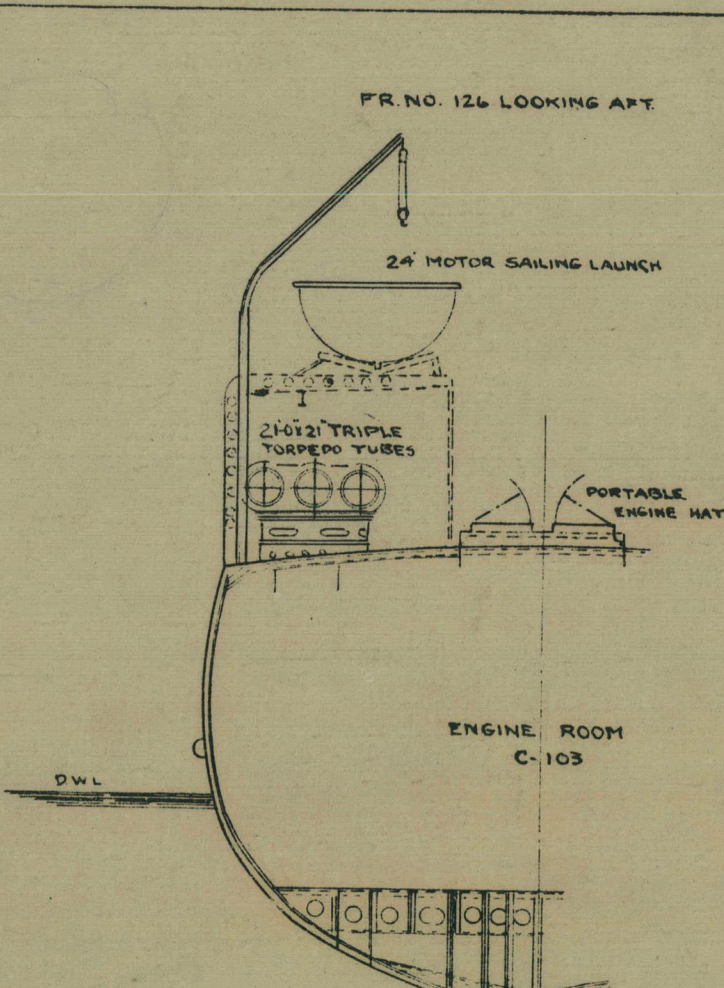 FR. NO. 126 LOOKING AFT.
24' MOTOR SAILING LAUNCH
21'-0"x21" TRIPLE
TORPEDO TUBES
PORTABLE
ENGINE HAT
ENGINE ROOM
C-103
DWL